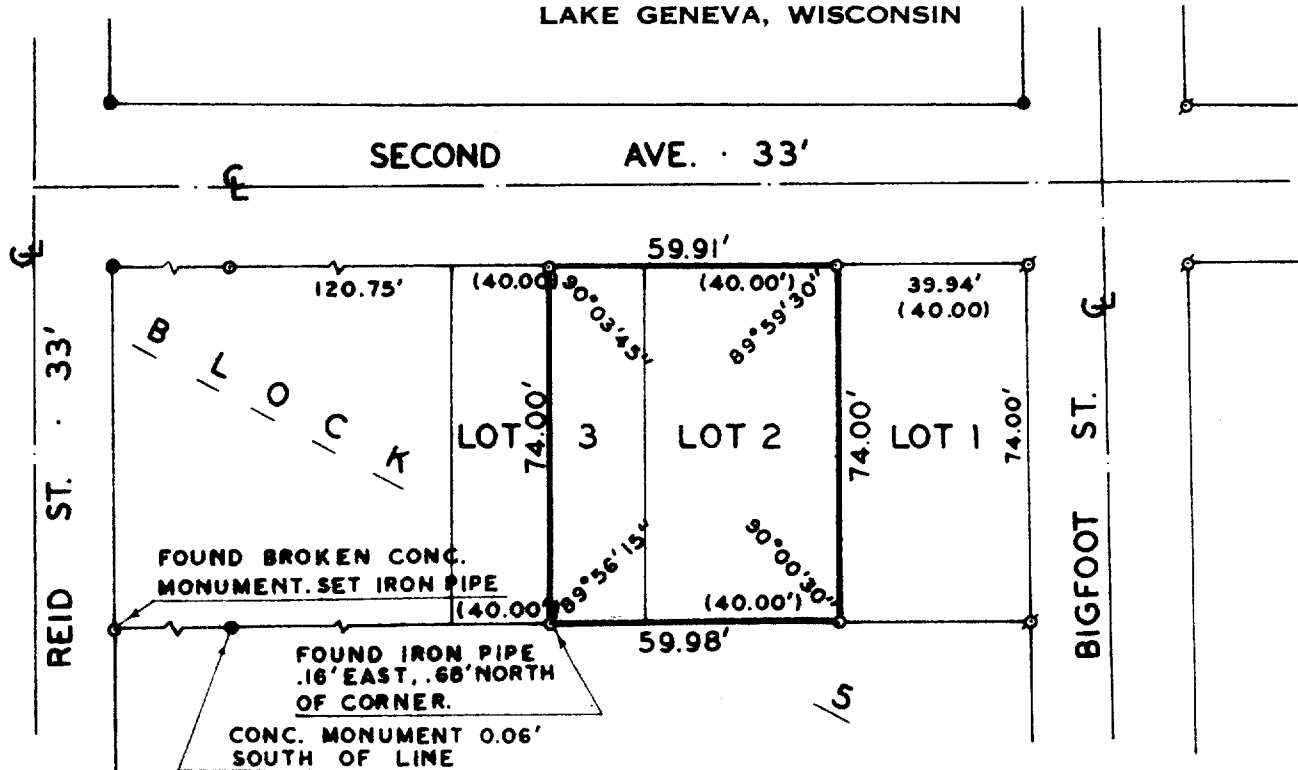 LAKE GENEVA, WISCONSIN
SECOND AVE. · 33'
℄
℄
59.91'
120.75'
(40.00)
(40.00')
39.94'
(40.00)
90°03'45"
89°59'30"
℄
BLOCK
REID ST. · 33'
LOT 3
74.00'
LOT 2
74.00'
LOT 1
74.00'
BIGFOOT ST.
89°56'15"
90°00'30"
FOUND BROKEN CONC.
MONUMENT. SET IRON PIPE
(40.00')
(40.00')
59.98'
FOUND IRON PIPE
.16' EAST, .68' NORTH
OF CORNER.
5
CONC. MONUMENT 0.06'
SOUTH OF LINE